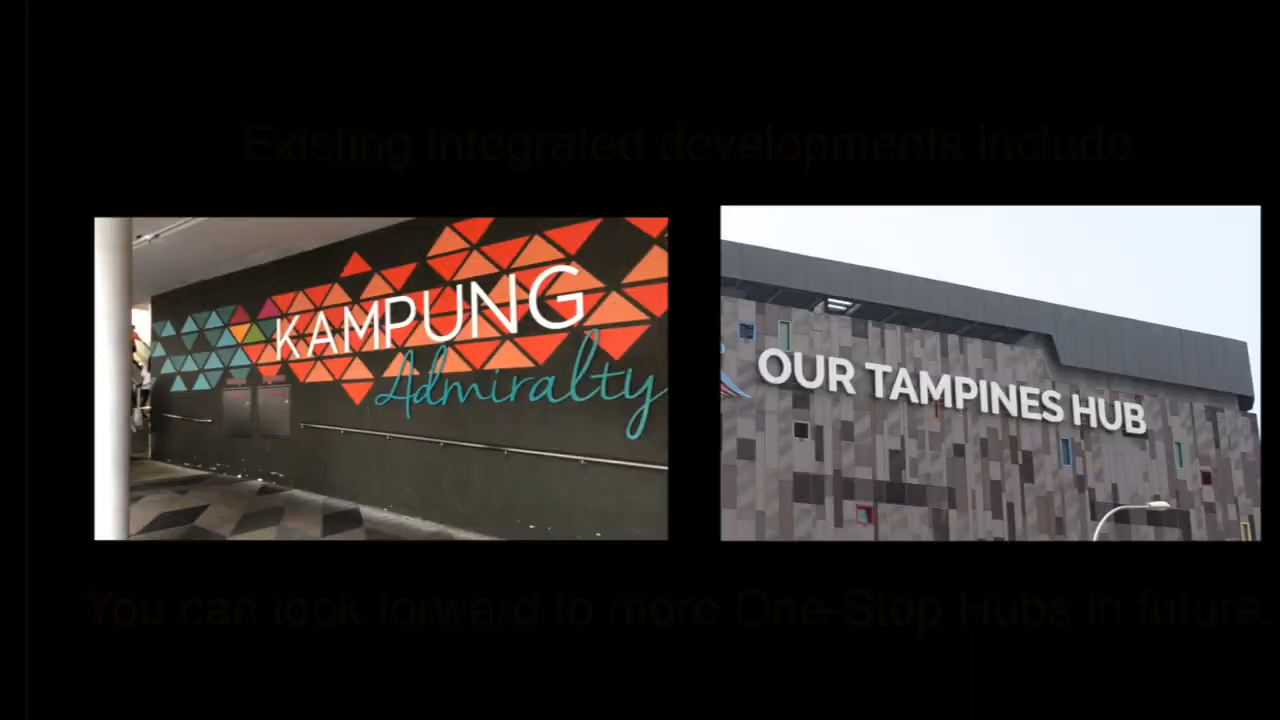 Existing integrated developments include
KAMPUNG
Admiralty
OUR TAMPINES HUB
You can look forward to more One-Stop Hubs in future.